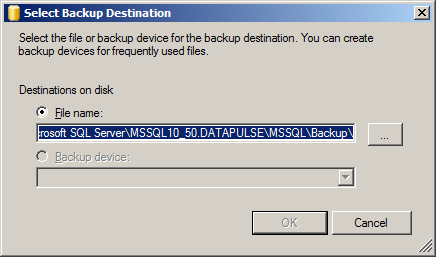 Select Backup Destination
Select the file or backup device for the backup destination. You can create
backup devices for frequently used files.
Destinations on disk
File name:
rosoft SQL Server\MSSQL10_50.DATAPULSE\MSSQL\Backup\
...
Backup device:
OK
Cancel